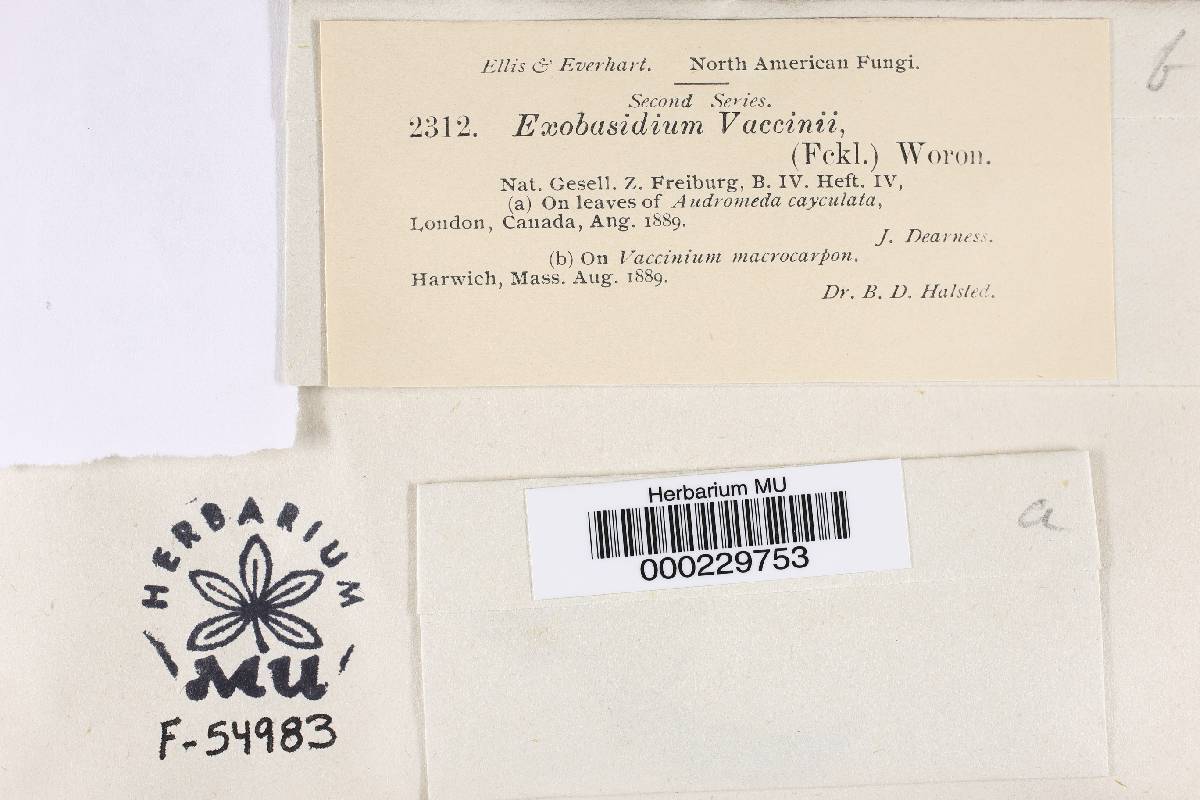 Ellis & Everhart. North American Fungi.
Second Series.
2312. Exobasidium Vaccinii,
(Fckl.) Woron.
Nat. Gesell. Z. Freiburg, B. IV. Heft. IV,
(a) On leaves of Andromeda cayculata,
London, Canada, Ang. 1889.
J. Dearness.
(b) On Vaccinium macrocarpon.
Harwich, Mass. Aug. 1889.
Dr. B. D. Halsted.
b
Herbarium MU
000229753
a
HERBARIUM
MU
F-54983